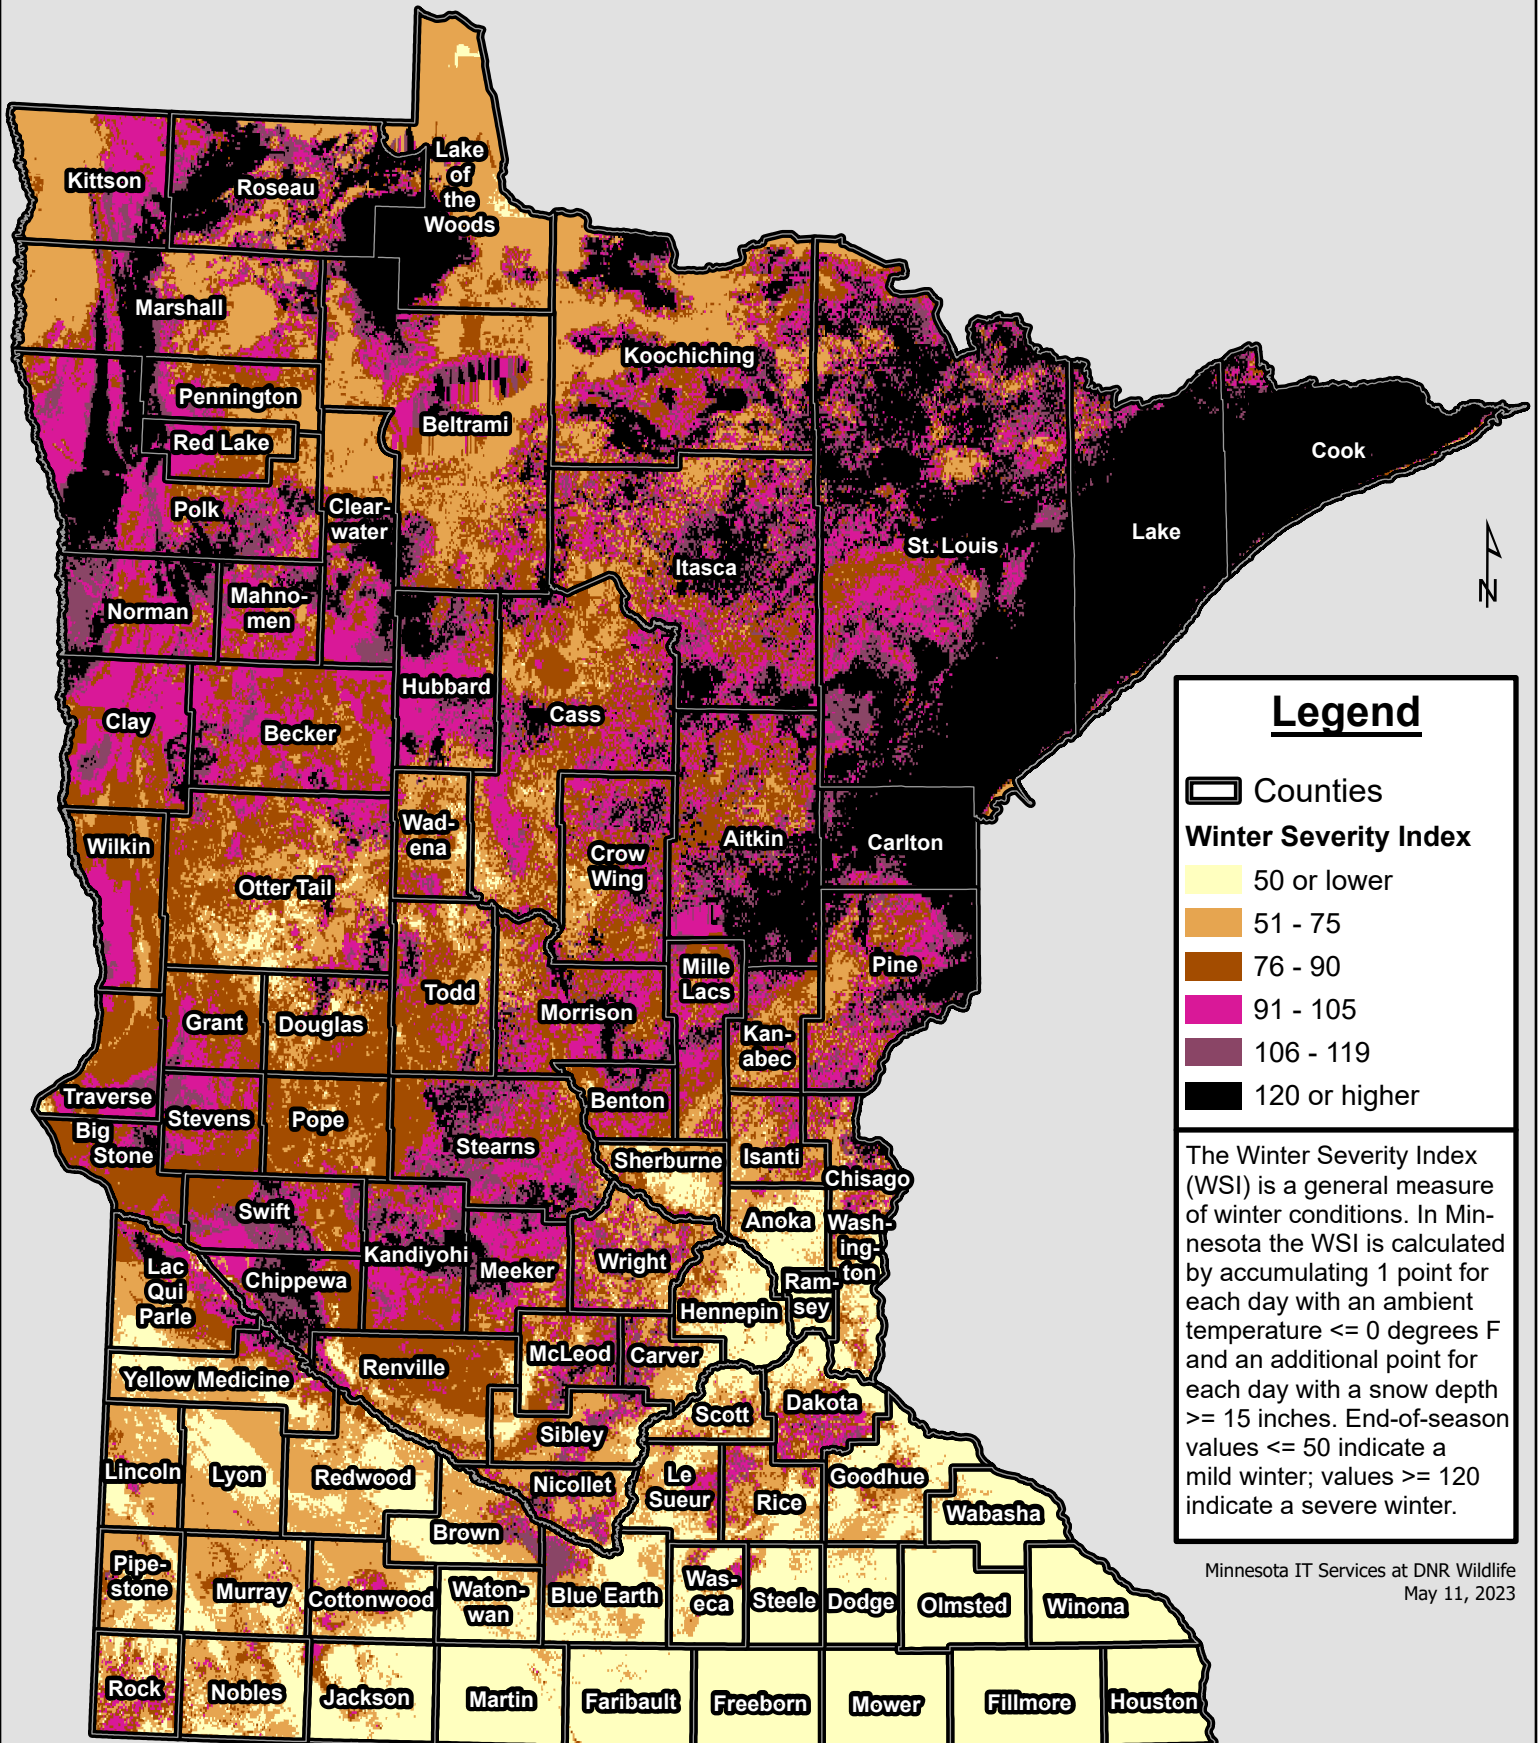 Lake
of
the
Woods
Kittson
Roseau
Marshall
Koochiching
Pennington
Beltrami
Red Lake
Cook
Polk
Clear-
water
Lake
St. Louis
Itasca
N
Norman
Mahno-
men
Hubbard
Cass
Clay
Becker
Wilkin
Wad-
ena
Otter Tail
Crow
Wing
Aitkin
Carlton
Mille
Lacs
Pine
Todd
Morrison
Grant
Douglas
Kan-
abec
Traverse
Stevens
Pope
Benton
Big
Stone
Stearns
Sherburne
Isanti
Chisago
Swift
Anoka
Wash-
ing-
ton
Kandiyohi
Meeker
Wright
Lac
Qui
Parle
Chippewa
Ram-
sey
Hennepin
McLeod
Carver
Renville
Yellow Medicine
Dakota
Scott
Sibley
Lincoln
Lyon
Redwood
Nicollet
Le
Sueur
Rice
Goodhue
Wabasha
Brown
Pipe-
stone
Murray
Cottonwood
Waton-
wan
Blue Earth
Was-
eca
Steele
Dodge
Olmsted
Winona
Rock
Nobles
Jackson
Martin
Faribault
Freeborn
Mower
Fillmore
Houston
Legend
Counties
Winter Severity Index
50 or lower
51 - 75
76 - 90
91 - 105
106 - 119
120 or higher
The Winter Severity Index
(WSI) is a general measure
of winter conditions. In Min-
nesota the WSI is calculated
by accumulating 1 point for
each day with an ambient
temperature <= 0 degrees F
and an additional point for
each day with a snow depth
>= 15 inches. End-of-season
values <= 50 indicate a
mild winter; values >= 120
indicate a severe winter.
Minnesota IT Services at DNR Wildlife
May 11, 2023